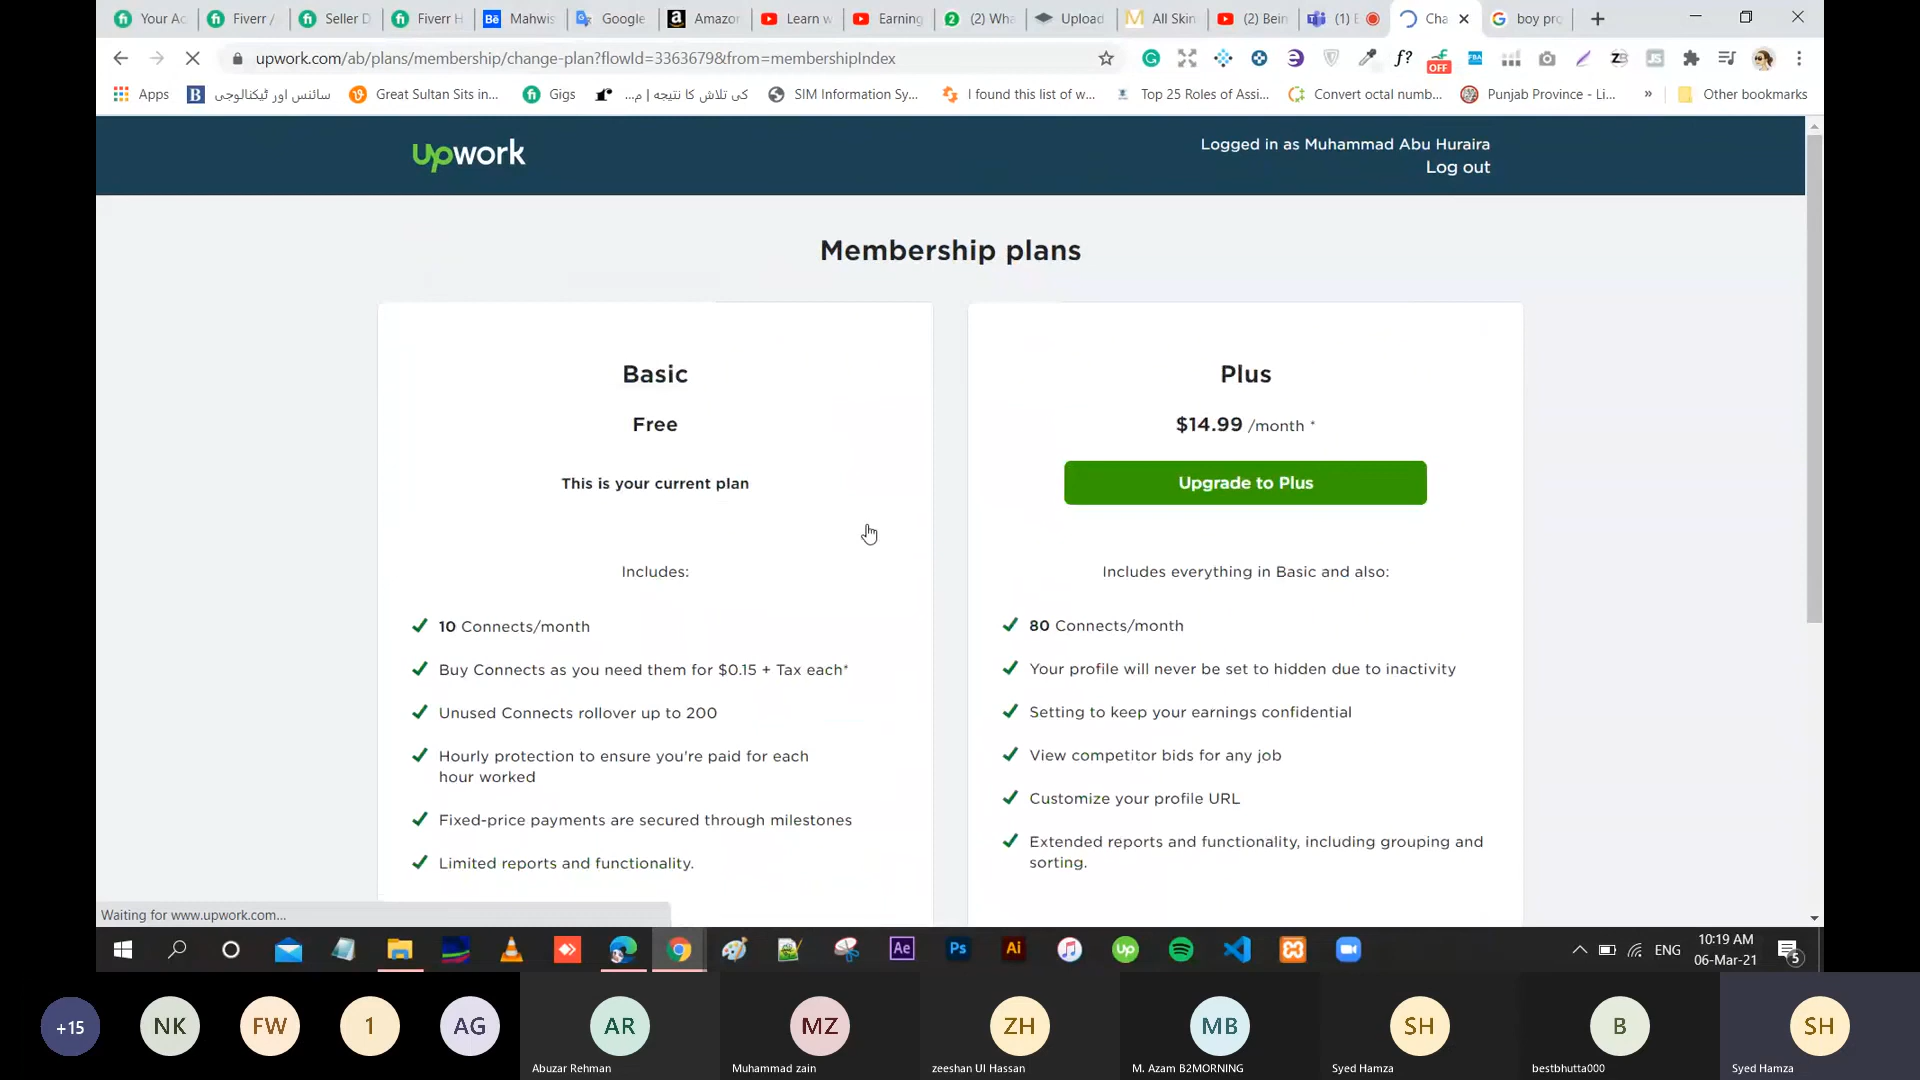 Your Ac
Fiverr /
Seller D
Fiverr H
Bē Mahwis
Google
a Amazon
Learn w
Earning
(2) Wha
Upload
All Skin
(2) Bein
(1) E
Cha
boy pro
upwork.com/ab/plans/membership/change-plan?flowId=3363679&from=membershipIndex
f?
OFF
FBA
JS
Apps
B سائنس اور ٹیکنالوجی
Great Sultan Sits in...
Gigs
کی تلاش کا نتیجہ | م...
SIM Information Sy...
I found this list of w...
Top 25 Roles of Assi...
Convert octal numb...
Punjab Province - Li...
»
Other bookmarks
upwork
Logged in as Muhammad Abu Huraira
Log out
Membership plans
Basic
Free
This is your current plan
Includes:
10 Connects/month
Buy Connects as you need them for $0.15 + Tax each*
Unused Connects rollover up to 200
Hourly protection to ensure you're paid for each
hour worked
Fixed-price payments are secured through milestones
Limited reports and functionality.
Plus
$14.99 /month *
Upgrade to Plus
Includes everything in Basic and also:
80 Connects/month
Your profile will never be set to hidden due to inactivity
Setting to keep your earnings confidential
View competitor bids for any job
Customize your profile URL
Extended reports and functionality, including grouping and
sorting.
Waiting for www.upwork.com...
Ae
Ps
Ai
up
ENG
10:19 AM
06-Mar-21
5
+15
NK
FW
1
AG
AR
Abuzar Rehman
MZ
Muhammad zain
ZH
zeeshan Ul Hassan
MB
M. Azam B2MORNING
SH
Syed Hamza
B
bestbhutta000
SH
Syed Hamza